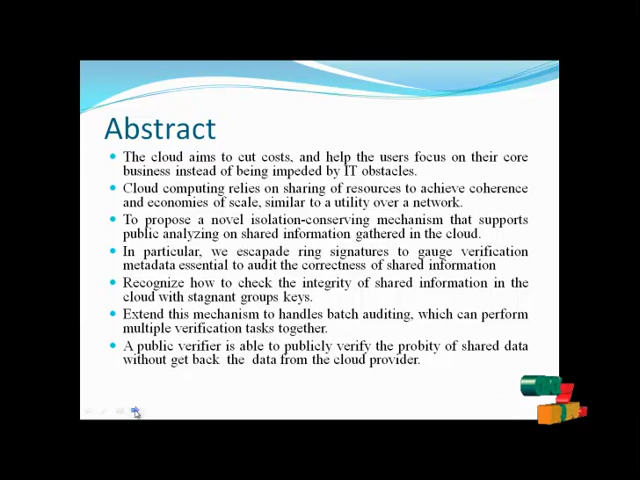 Abstract
The cloud aims to cut costs, and help the users focus on their core
business instead of being impeded by IT obstacles.
Cloud computing relies on sharing of resources to achieve coherence
and economies of scale, similar to a utility over a network.
To propose a novel isolation-conserving mechanism that supports
public analyzing on shared information gathered in the cloud.
In particular, we escapade ring signatures to gauge verification
metadata essential to audit the correctness of shared information
Recognize how to check the integrity of shared information in the
cloud with stagnant groups keys.
Extend this mechanism to handles batch auditing, which can perform
multiple verification tasks together.
A public verifier is able to publicly verify the probity of shared data
without get back the data from the cloud provider.